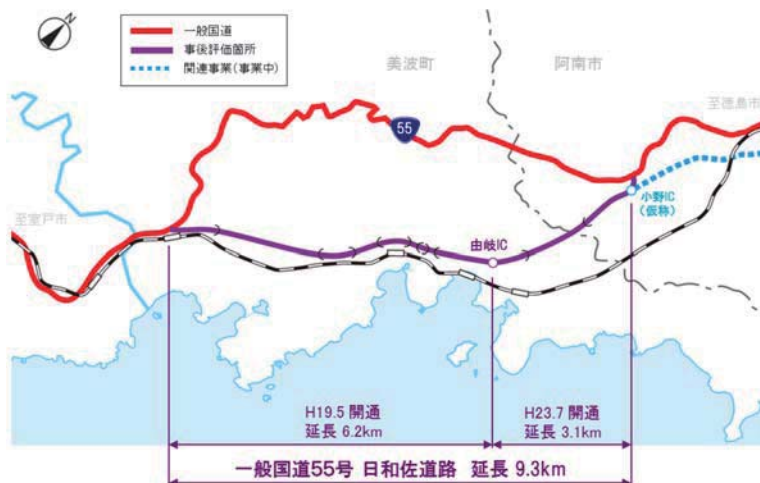 一般国道
事後評価箇所
関連事業(事業中)
美波町
阿南市
至徳島市
55
小野IC
(仮称)
至室戸市
由岐IC
H19.5 開通
延長 6.2km
H23.7 開通
延長 3.1km
一般国道55号 日和佐道路 延長 9.3km